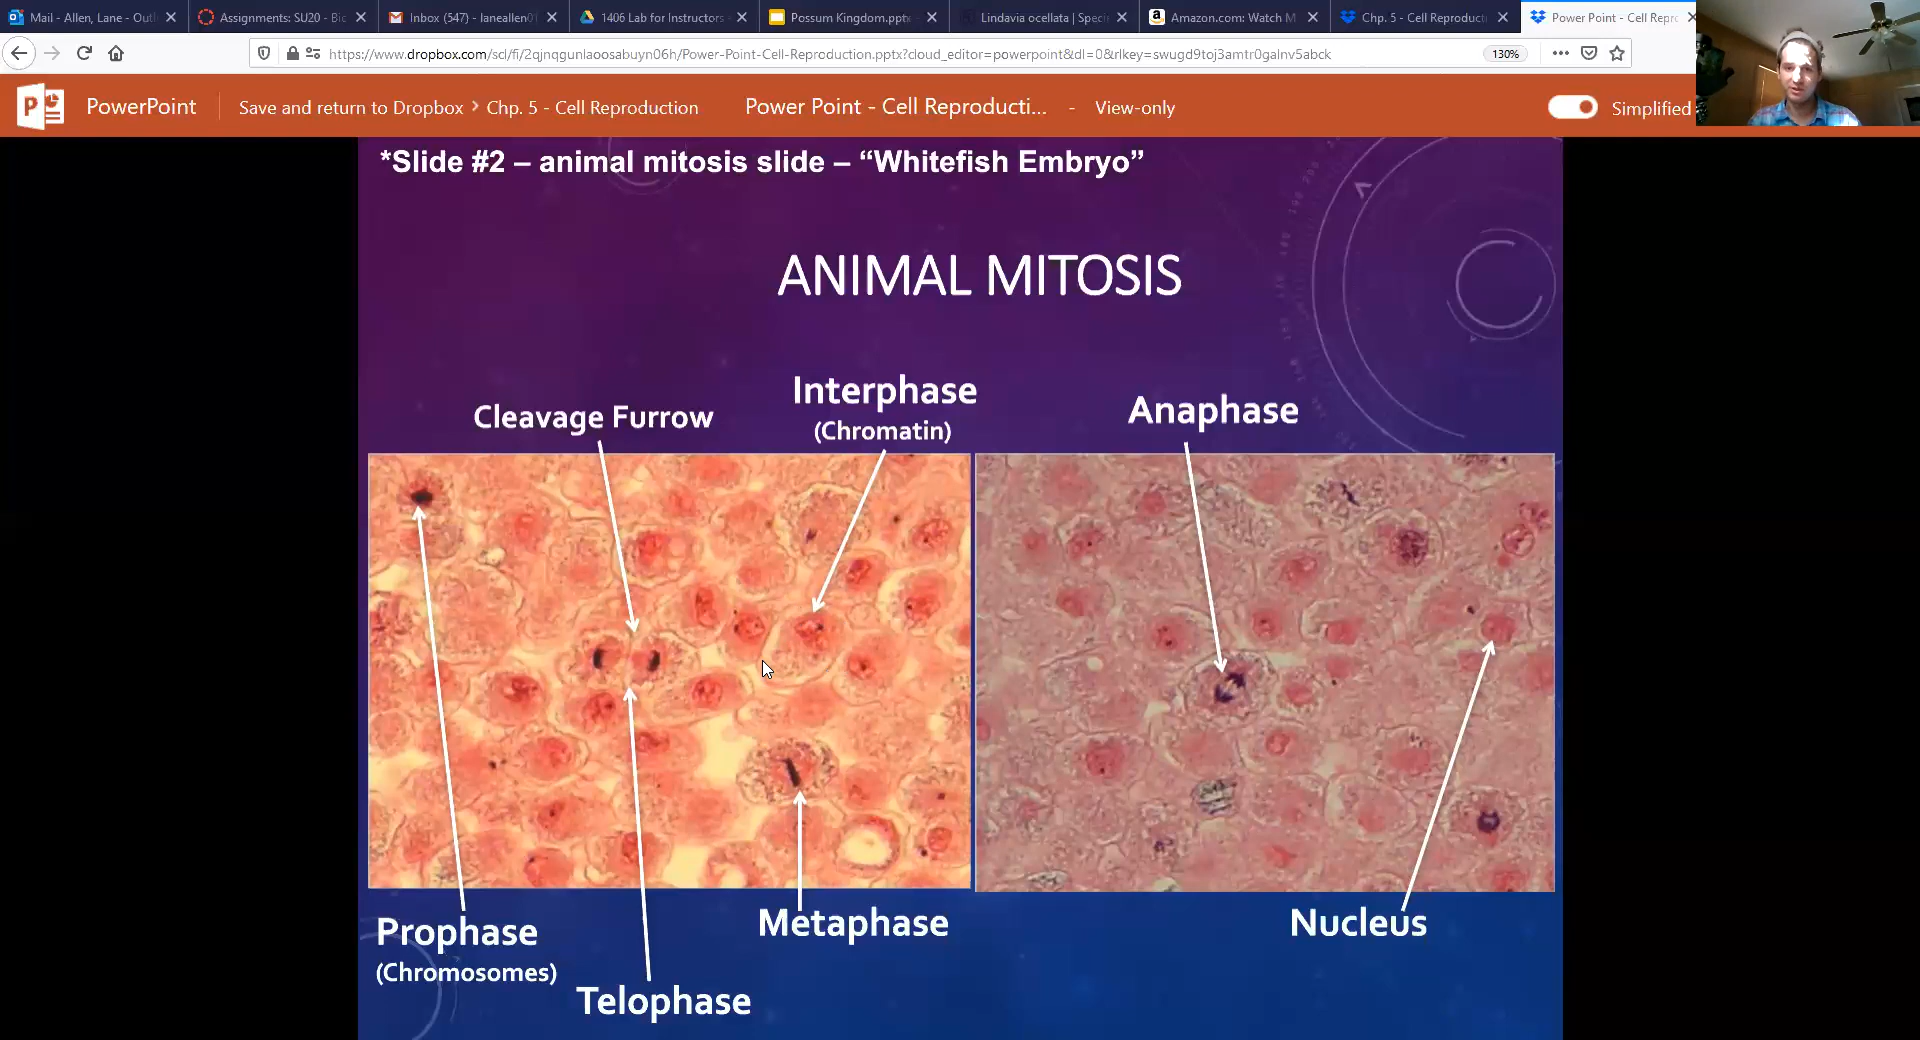 Mail - Allen, Lane - Out
Assignments: SU20 - Bio
Inbox (547) - laneallen0
1406 Lab for Instructors
Possum Kingdom.pptx
Lindavia ocellata | Speci
Amazon.com: Watch M
Chp. 5 - Cell Reproducti
Power Point - Cell Repro
https://www.dropbox.com/scl/fi/2qjnqgunlaoosabuyn06h/Power-Point-Cell-Reproduction.pptx?cloud_editor=powerpoint&dl=0&rlkey=swugd9toj3amtr0galnv5abck
130%
PowerPoint
Save and return to Dropbox > Chp. 5 - Cell Reproduction
Power Point - Cell Reproducti... - View-only
Simplified
*Slide #2 – animal mitosis slide – “Whitefish Embryo”
ANIMAL MITOSIS
Cleavage Furrow
Interphase
(Chromatin)
Anaphase
Prophase
(Chromosomes)
Telophase
Metaphase
Nucleus